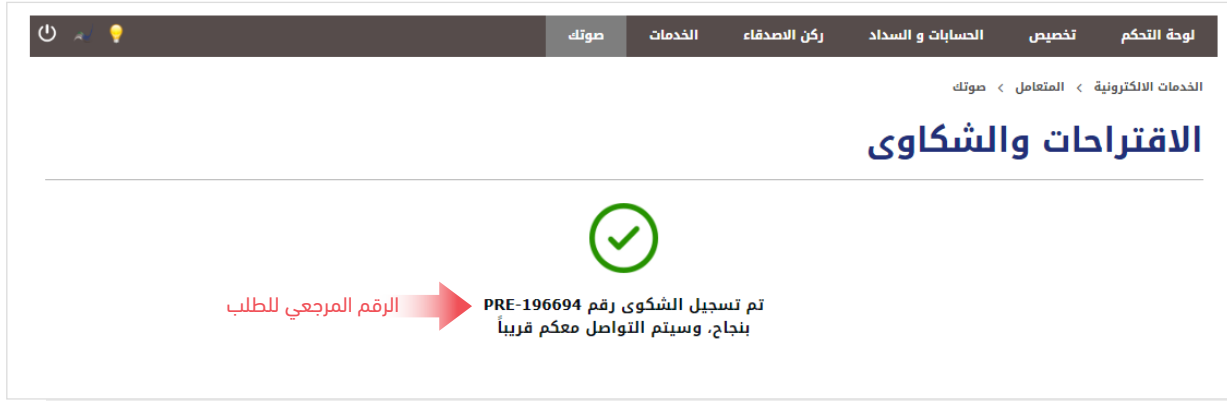 لوحة التحكم تخصيص الحسابات و السداد ركن الاصدقاء الخدمات صوتك
الخدمات الالكترونية > المتعامل > صوتك
الاقتراحات والشكاوى
تم تسجيل الشكوى رقم PRE-196694
بنجاح، وسيتم التواصل معكم قريباً
الرقم المرجعي للطلب